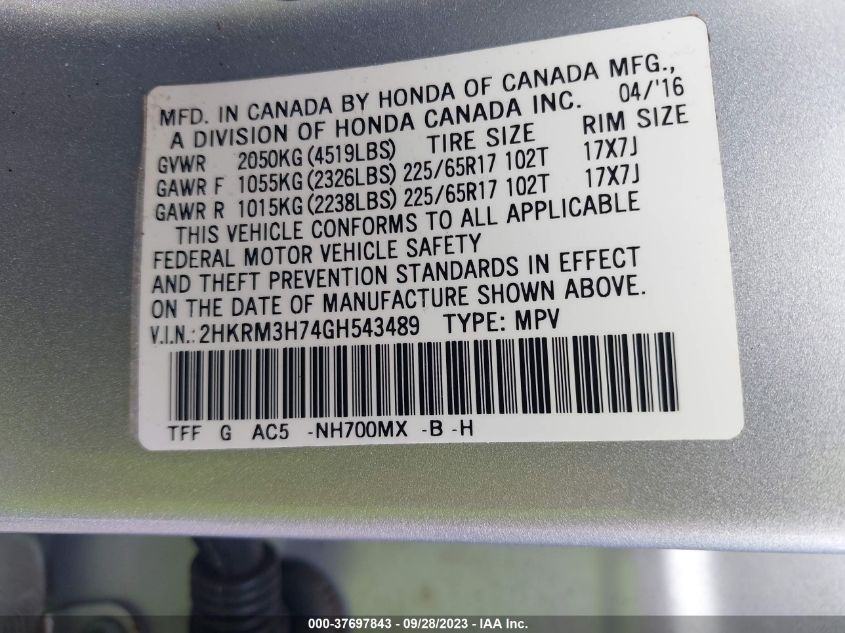 MFD. IN CANADA BY HONDA OF CANADA MFG.,
A DIVISION OF HONDA CANADA INC. 04/'16
GVWR 2050KG(4519LBS) TIRE SIZE RIM SIZE
GAWR F 1055KG(2326LBS) 225/65R17 102T 17X7J
GAWR R 1015KG(2238LBS) 225/65R17 102T 17X7J
THIS VEHICLE CONFORMS TO ALL APPLICABLE
FEDERAL MOTOR VEHICLE SAFETY
AND THEFT PREVENTION STANDARDS IN EFFECT
ON THE DATE OF MANUFACTURE SHOWN ABOVE.
V.I.N.:2HKRM3H74GH543489 TYPE: MPV
TFF G AC5 -NH700MX -B -H
000-37697843 - 09/28/2023 - IAA Inc.